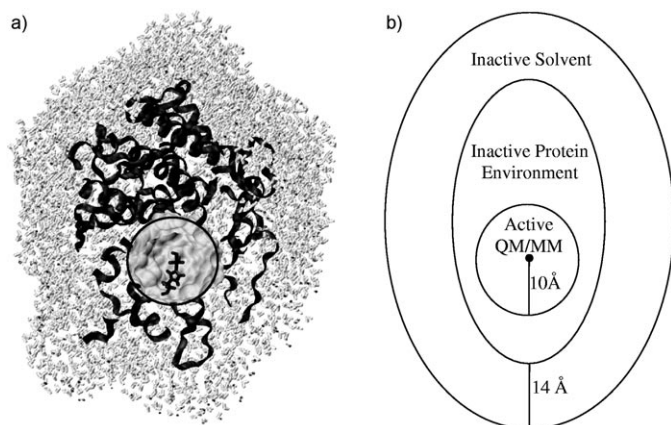 a)
b)
Inactive Solvent
Inactive Protein
Environment
Active
QM/MM
10Å
14 Å